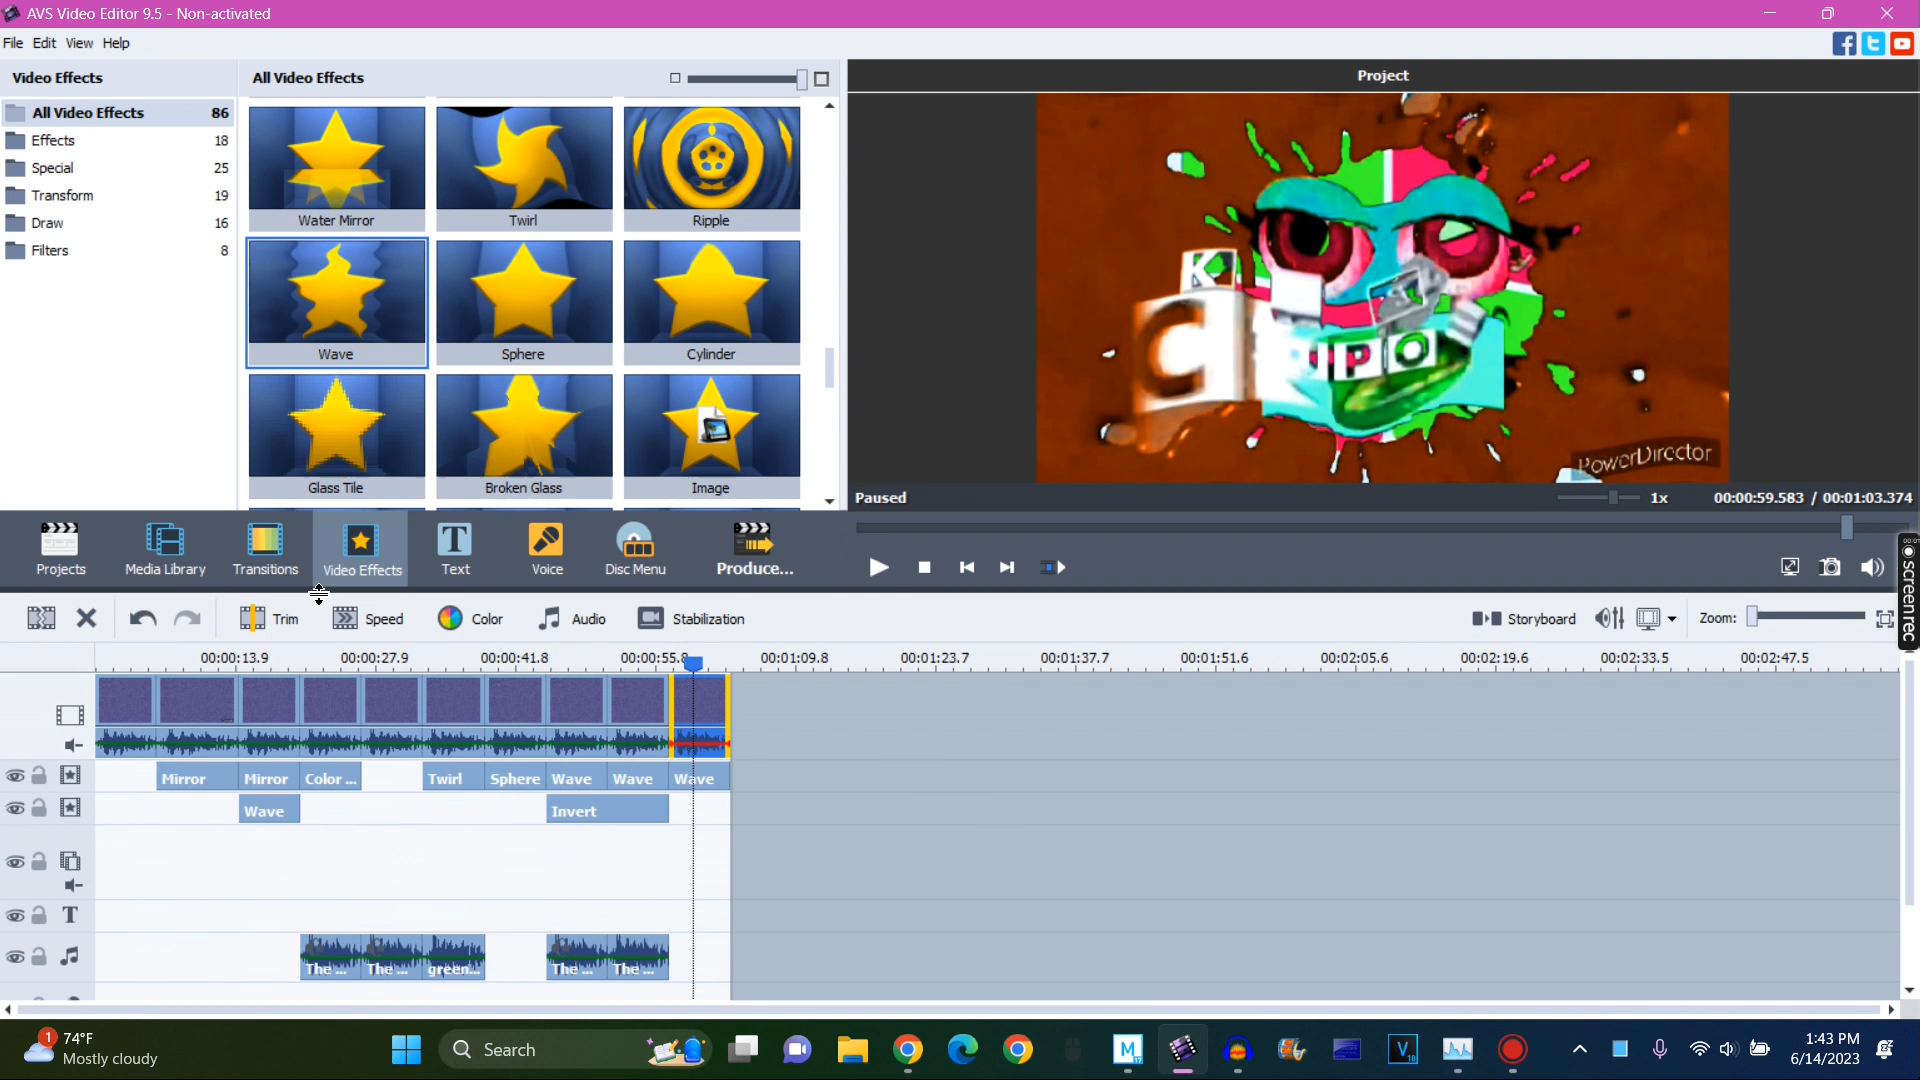 AVS Video Editor 9.5 - Non-activated
File Edit View Help
Video Effects
All Video Effects
Project
All Video Effects 86
Effects 18
Special 25
Transform 19
Draw 16
Filters 8
Water Mirror
Twirl
Ripple
Wave
Sphere
Cylinder
Glass Tile
Broken Glass
Image
K
C
P O
PowerDirector
Paused
1x
00:00:59.583 / 00:01:03.374
Projects
Media Library
Transitions
Video Effects
Text
Voice
Disc Menu
Produce...
screenrec
Trim
Speed
Color
Audio
Stabilization
Storyboard
Zoom:
00:00:13.9 00:00:27.9 00:00:41.8 00:00:55.8 00:01:09.8 00:01:23.7 00:01:37.7 00:01:51.6 00:02:05.6 00:02:19.6 00:02:33.5 00:02:47.5
Mirror Mirror Color ... Twirl Sphere Wave Wave Wave
Wave Invert
T
The ... The ... green... The ... The ...
1
74°F
Mostly cloudy
Search
M
V
1:43 PM
6/14/2023